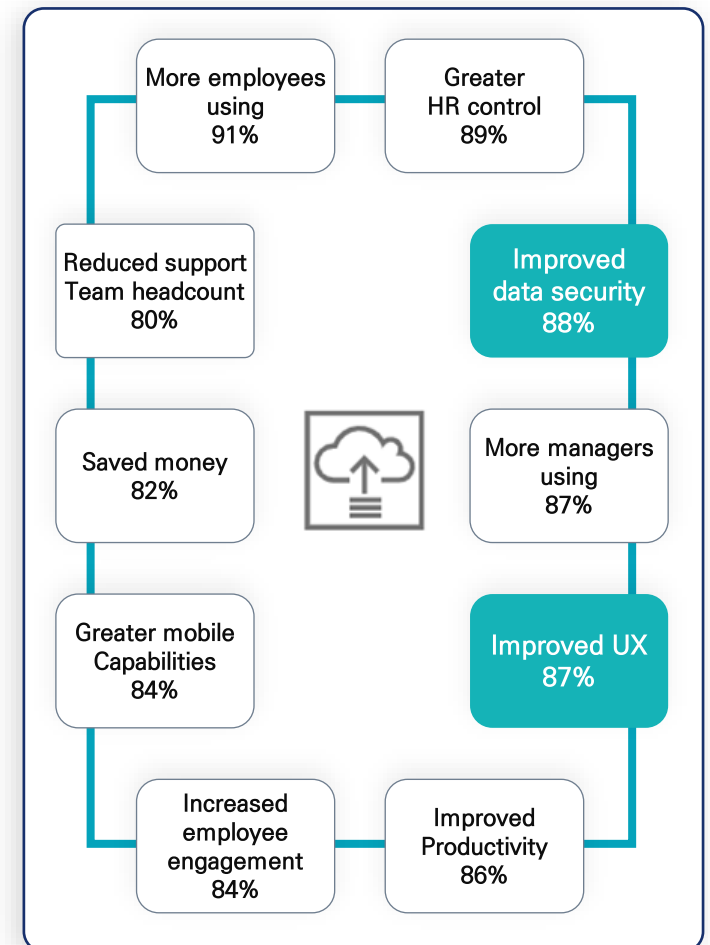 More employees
using
91%
Greater
HR control
89%
Improved
data security
88%
More managers
using
87%
Improved UX
87%
Improved
Productivity
86%
Increased
employee
engagement
84%
Greater mobile
Capabilities
84%
Saved money
82%
Reduced support
Team headcount
80%